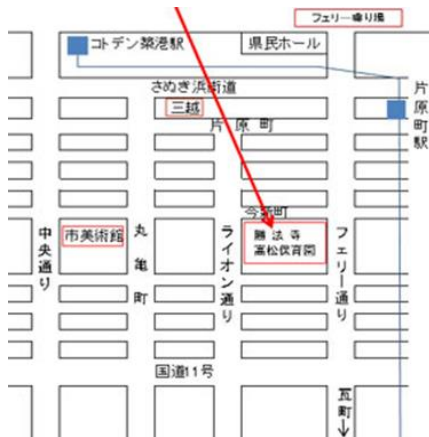 フェリー乗り場
コトデン築港駅
県民ホール
さぬき浜街道
三越
片原町
片原町駅
今新町
市美術館
勝法寺
高松保育園
中央通り
丸亀町
ライオン通り
フェリー通り
国道11号
瓦町→